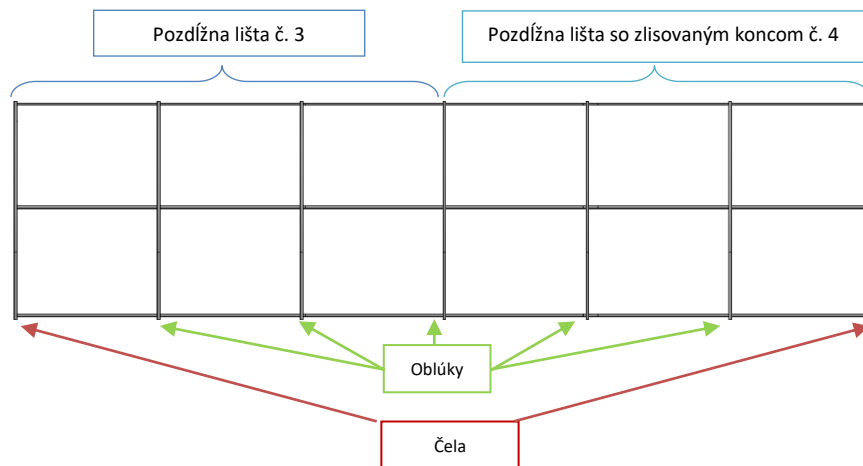 Pozdĺžna lišta č. 3
Pozdĺžna lišta so zlisovaným koncom č. 4
Oblúky
Čela